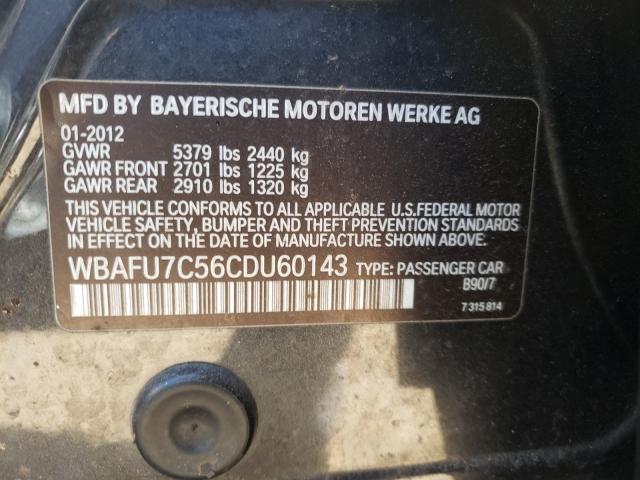 MFD BY BAYERISCHE MOTOREN WERKE AG
01-2012
GVWR 5379 lbs 2440 kg
GAWR FRONT 2701 lbs 1225 kg
GAWR REAR 2910 lbs 1320 kg
THIS VEHICLE CONFORMS TO ALL APPLICABLE U.S.FEDERAL MOTOR
VEHICLE SAFETY, BUMPER AND THEFT PREVENTION STANDARDS
IN EFFECT ON THE DATE OF MANUFACTURE SHOWN ABOVE.
WBAFU7C56CDU60143 TYPE: PASSENGER CAR
B90/7
7 315 814